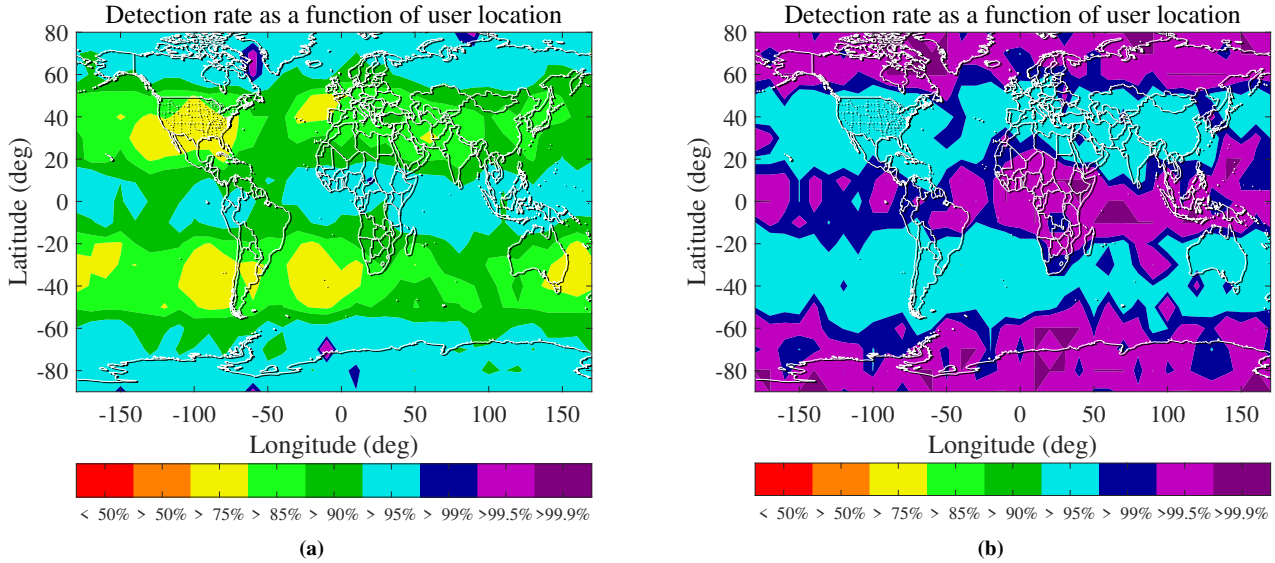 Detection rate as a function of user location
80
60
40
20
0
-20
-40
-60
-80
Latitude (deg)
-150 -100 -50 0 50 100 150
Longitude (deg)
< 50% > 50% > 75% > 85% > 90% > 95% > 99% >99.5% >99.9%
(a)
Detection rate as a function of user location
80
60
40
20
0
-20
-40
-60
-80
Latitude (deg)
-150 -100 -50 0 50 100 150
Longitude (deg)
< 50% > 50% > 75% > 85% > 90% > 95% > 99% >99.5% >99.9%
(b)